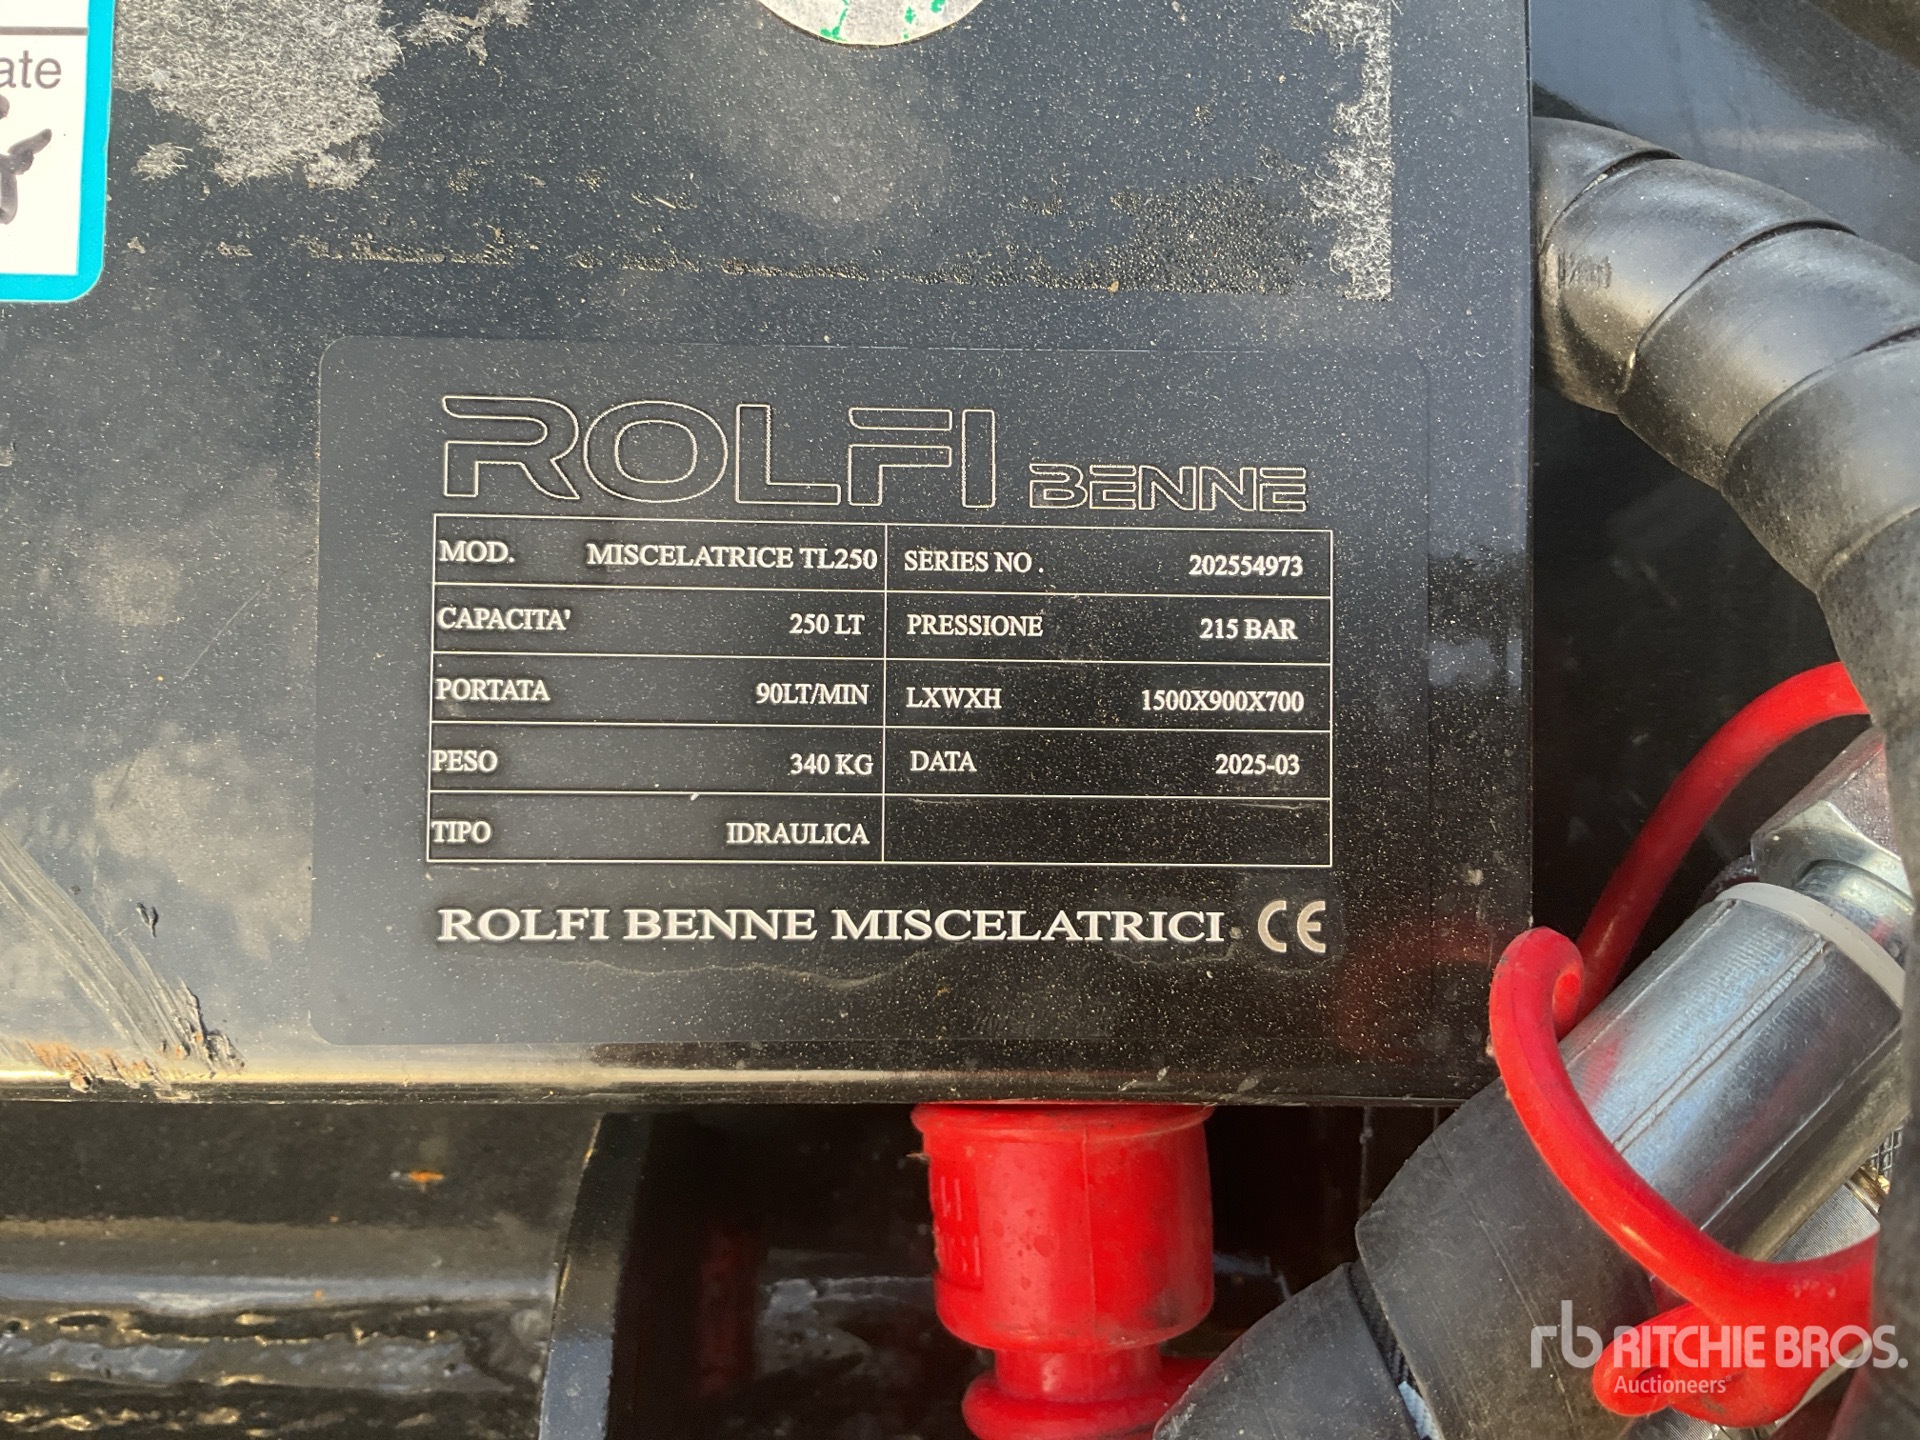 ate
ROLFI BENNE
MOD. MISCELATRICE TL250 SERIES NO . 202554973
CAPACITA' 250 LT PRESSIONE 215 BAR
PORTATA 90LT/MIN LXWXH 1500X900X700
PESO 340 KG DATA 2025-03
TIPO IDRAULICA
ROLFI BENNE MISCELATRICI CE
rb RITCHIE BROS.
Auctioneers